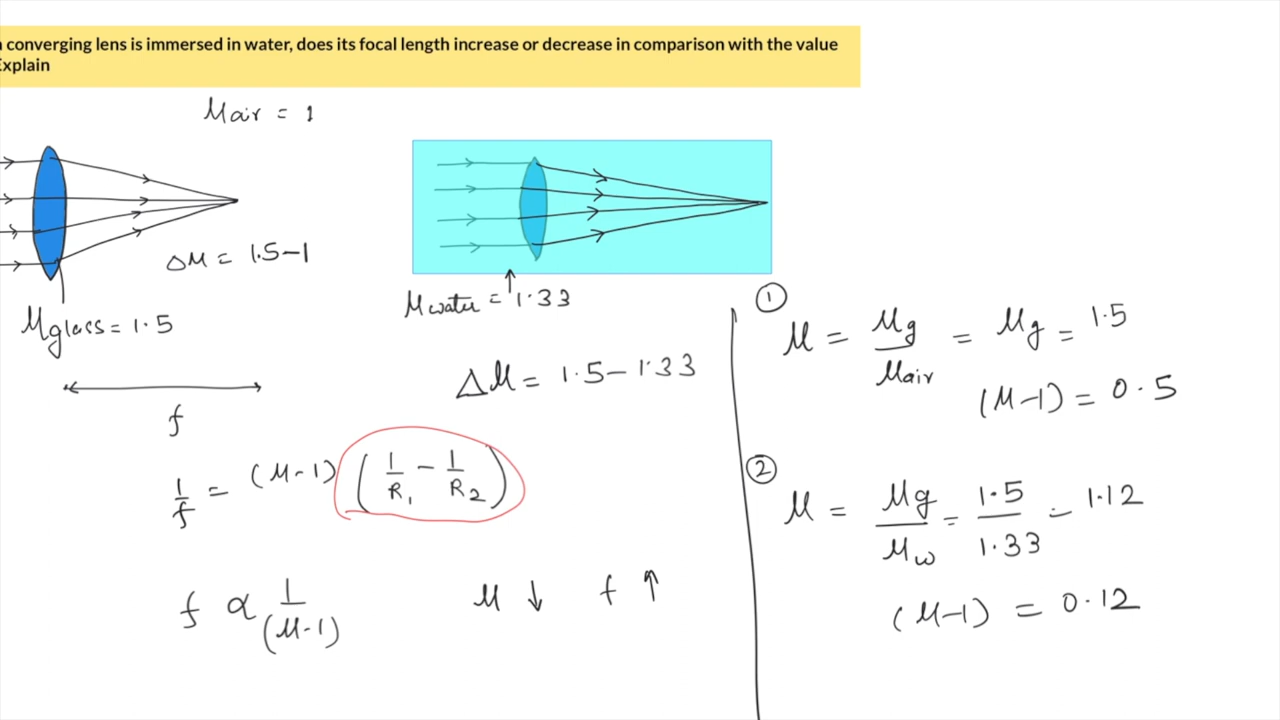 converging lens is immersed in water, does its focal length increase or decrease in comparison with the value
Explain
μair = 1
Δμ = 1.5-1
μglass = 1.5
f
μwater = 1.33
Δμ = 1.5-1.33
1/f = (μ-1) (1/R₁ - 1/R₂)
f ∝ 1/(μ-1)
μ ↓ f ↑
①
μ = μg/μair = μg = 1.5
(μ-1) = 0.5
②
μ = μg/μw = 1.5/1.33 = 1.12
(μ-1) = 0.12